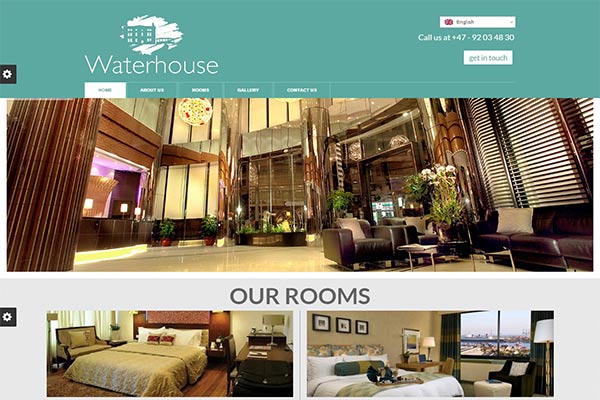 English
Call us at +47 - 92 03 48 30
Waterhouse
get in touch
HOME ABOUT US ROOMS GALLERY CONTACT US
OUR ROOMS